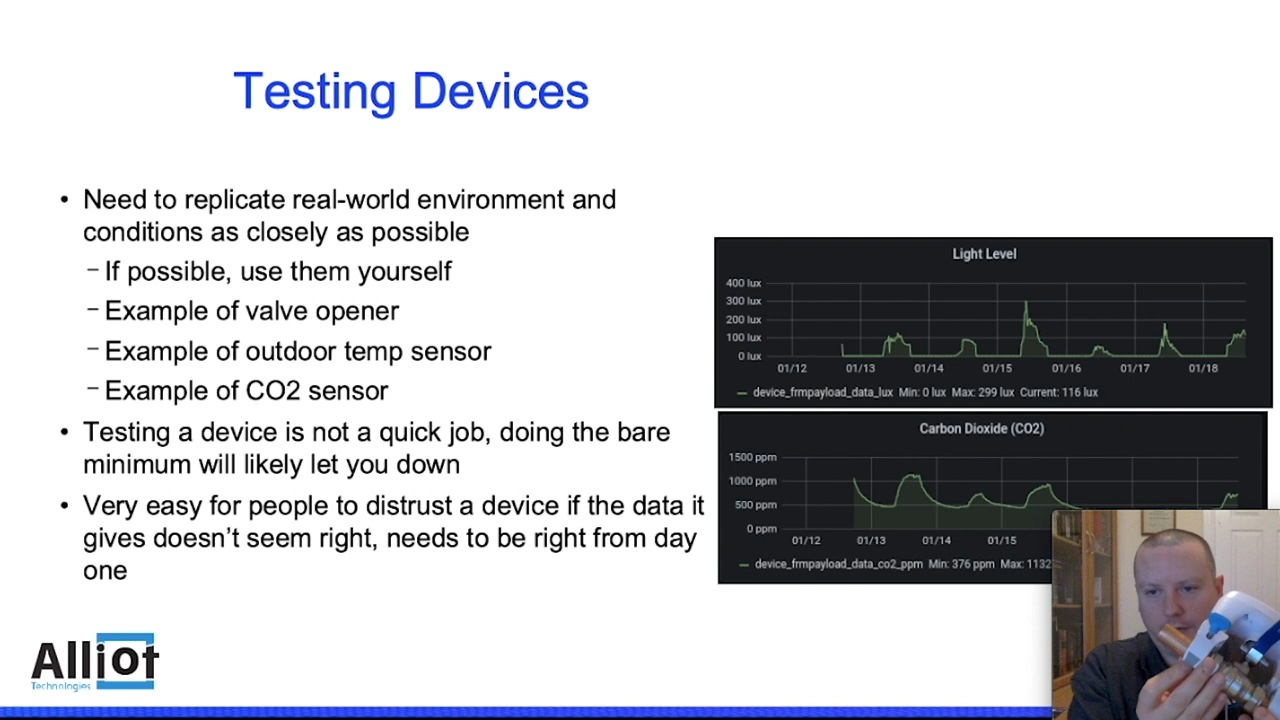 Testing Devices
• Need to replicate real-world environment and
conditions as closely as possible
– If possible, use them yourself
– Example of valve opener
– Example of outdoor temp sensor
– Example of CO2 sensor
• Testing a device is not a quick job, doing the bare
minimum will likely let you down
• Very easy for people to distrust a device if the data it
gives doesn't seem right, needs to be right from day
one
Light Level
400 lux
300 lux
200 lux
100 lux
0 lux
01/12 01/13 01/14 01/15 01/16 01/17 01/18
device_frmpayload_data_lux Min: 0 lux Max: 299 lux Current: 116 lux
Carbon Dioxide (CO2)
1500 ppm
1000 ppm
500 ppm
0 ppm
01/12 01/13 01/14 01/15
device_frmpayload_data_co2_ppm Min: 376 ppm Max: 1132
Alliot
Technologies